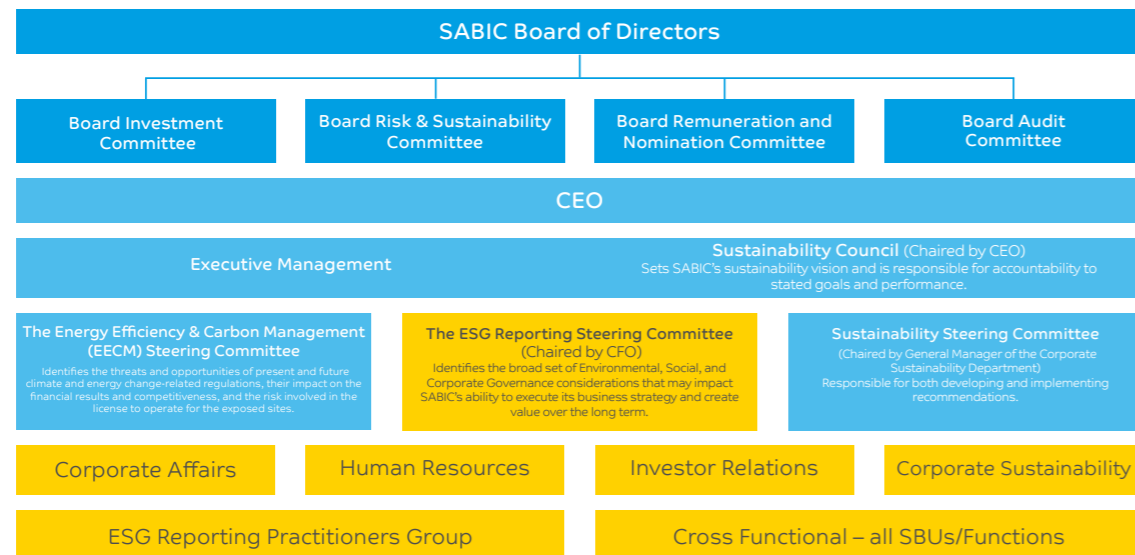 SABIC Board of Directors
Board Investment
Committee
Board Risk & Sustainability
Committee
Board Remuneration and
Nomination Committee
Board Audit
Committee
CEO
Executive Management
Sustainability Council (Chaired by CEO)
Sets SABIC's sustainability vision and is responsible for accountability to
stated goals and performance.
The Energy Efficiency & Carbon Management
(EECM) Steering Committee
Identifies the threats and opportunities of present and future
climate and energy change-related regulations, their impact on the
financial results and competitiveness, and the risk involved in the
license to operate for the exposed sites.
The ESG Reporting Steering Committee
(Chaired by CFO)
Identifies the broad set of Environmental, Social, and
Corporate Governance considerations that may impact
SABIC's ability to execute its business strategy and create
value over the long term.
Sustainability Steering Committee
(Chaired by General Manager of the Corporate
Sustainability Department)
Responsible for both developing and implementing
recommendations.
Corporate Affairs
Human Resources
Investor Relations
Corporate Sustainability
ESG Reporting Practitioners Group
Cross Functional – all SBUs/Functions